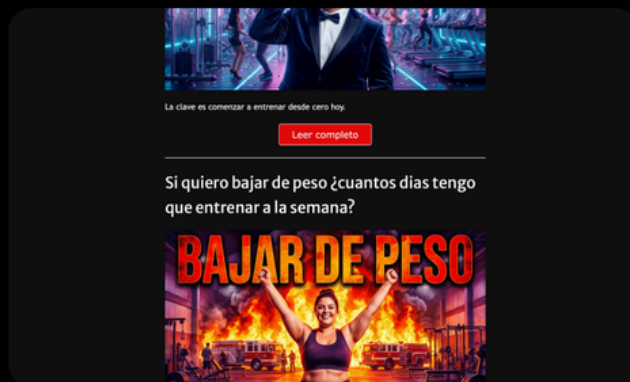 La clave es comenzar a entrenar desde cero hoy.
Leer completo
Si quiero bajar de peso ¿cuantos dias tengo
que entrenar a la semana?
BAJAR DE PESO